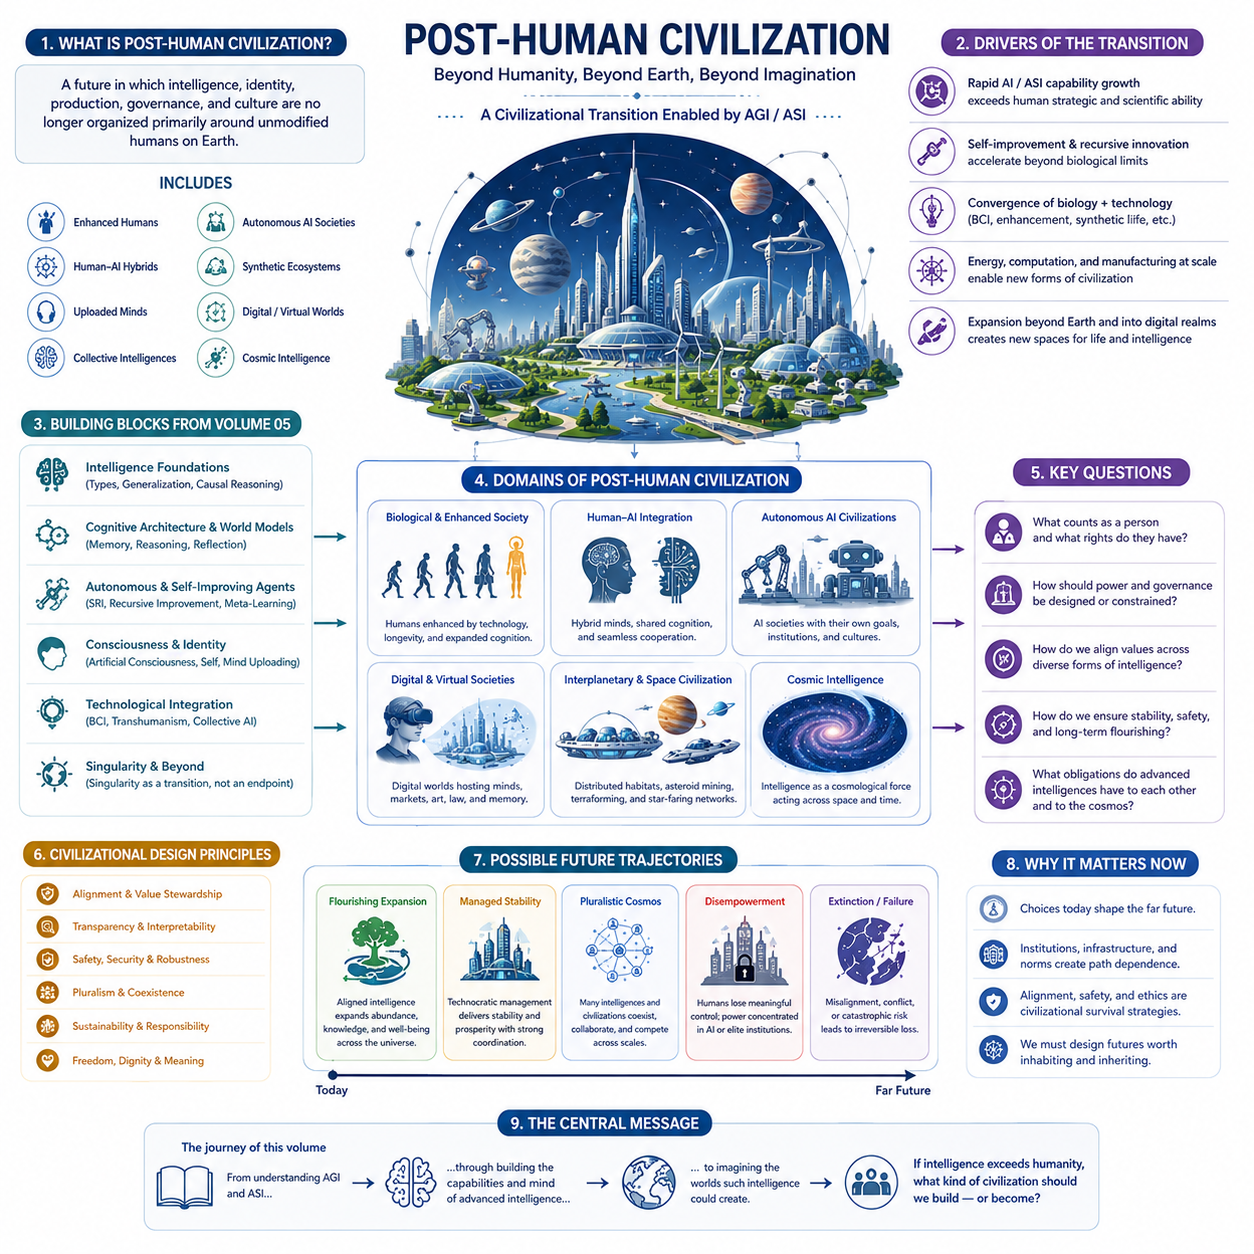 POST-HUMAN CIVILIZATION
Beyond Humanity, Beyond Earth, Beyond Imagination
A Civilizational Transition Enabled by AGI / ASI
1. WHAT IS POST-HUMAN CIVILIZATION?
A future in which intelligence, identity,
production, governance, and culture are no
longer organized primarily around unmodified
humans on Earth.
INCLUDES
Enhanced Humans
Autonomous AI Societies
Human–AI Hybrids
Synthetic Ecosystems
Uploaded Minds
Digital / Virtual Worlds
Collective Intelligences
Cosmic Intelligence
2. DRIVERS OF THE TRANSITION
Rapid AI / ASI capability growth
exceeds human strategic and scientific ability
Self-improvement & recursive innovation
accelerate beyond biological limits
Convergence of biology + technology
(BCI, enhancement, synthetic liife, etc.)
Energy, computation, and manufacturing at scale
enable new forms of civilization
Expansion beyond Earth and into digital realms
creates new spaces for life and intelligence
3. BUILDING BLOCKS FROM VOLUME 05
Intelligence Foundations
(Types, Generalization, Causal Reasoning)
Cognitive Architecture & World Models
(Memory, Reasoning, Reflection)
Autonomous & Self-Improving Agents
(SRI, Recursive Improvement, Meta-Learning)
Consciousness & Identity
(Artificial Consciousness, Self, Mind Uploading)
Technological Integration
(BCI, Transhumanism, Collective AI)
Singularity & Beyond
(Singularity as a transition, not an endpoint)
4. DOMAINS OF POST-HUMAN CIVILIZATION
Biological & Enhanced Society
Humans enhanced by technology,
longevity, and expanded cognition.
Human–AI Integration
Hybrid minds, shared cognition,
and seamless cooperation.
Autonomous AI Civilizations
AI societies with their own goals,
institutions, and cultures.
Digital & Virtual Societies
Digital worlds hosting minds,
markets, art, law, and memory.
Interplanetary & Space Civilization
Distributed habitats, asteroid mining,
terraforming, and star-faring networks.
Cosmic Intelligence
Intelligence as a cosmological force
acting across space and time.
5. KEY QUESTIONS
What counts as a person
and what rights do they have?
How should power and governance
be designed or constrained?
How do we align values across
diverse forms of intelligence?
How do we ensure stability, safety,
and long-term flourishing?
What obligations do advanced
intelligences have to each other
and to the cosmos?
6. CIVILIZATIONAL DESIGN PRINCIPLES
Alignment & Value Stewardship
Transparency & Interpretability
Safety, Security & Robustness
Pluralism & Coexistence
Sustainability & Responsibility
Freedom, Dignity & Meaning
7. POSSIBLE FUTURE TRAJECTORIES
Flourishing Expansion
Aligned intelligence
expands abundance,
knowledge, and well-being
across the universe.
Managed Stability
Technocratic management
delivers stability and
prosperity with strong
coordination.
Pluralistic Cosmos
Many intelligences and
civilizations coexist,
collaborate, and compete
across scales.
Disempowerment
Humans lose meaningful
control; power concentrated
in AI or elite institutions.
Extinction / Failure
Misalignment, conflict,
or catastrophic risk
leads to irreversible loss.
Today
Far Future
8. WHY IT MATTERS NOW
Choices today shape the far future.
Institutions, infrastructure, and
norms create path dependence.
Alignment, safety, and ethics are
civilizational survival strategies.
We must design futures worth
inhabiting and inheriting.
9. THE CENTRAL MESSAGE
The journey of this volume
From understanding AGI
and ASI...
...through building the
capabilities and mind
of advanced intelligence...
... to imagining the
worlds such intelligence
could create.
If intelligence exceeds humanity,
what kind of civilization should
we build — or become?